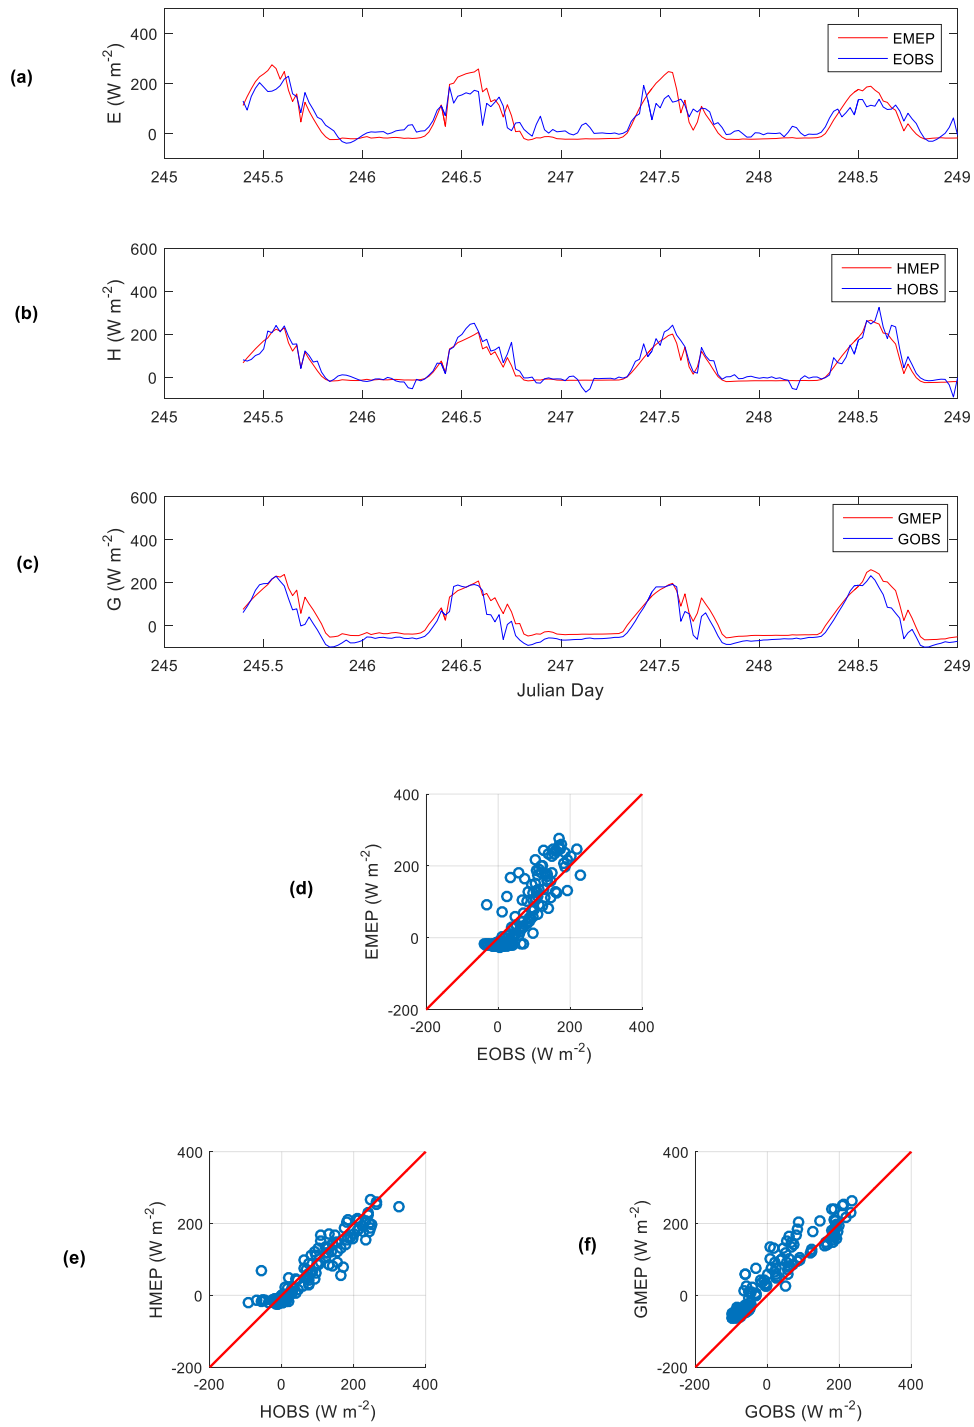 (a)
E (W m-2)
400
200
0
EMEP
EOBS
245 245.5 246 246.5 247 247.5 248 248.5 249
(b)
H (W m-2)
600
400
200
0
HMEP
HOBS
245 245.5 246 246.5 247 247.5 248 248.5 249
(c)
G (W m-2)
600
400
200
0
GMEP
GOBS
245 245.5 246 246.5 247 247.5 248 248.5 249
Julian Day
(d)
EMEP (W m-2)
400
200
0
-200
-200 0 200 400
EOBS (W m-2)
(e)
HMEP (W m-2)
400
200
0
-200
-200 0 200 400
HOBS (W m-2)
(f)
GMEP (W m-2)
400
200
0
-200
-200 0 200 400
GOBS (W m-2)